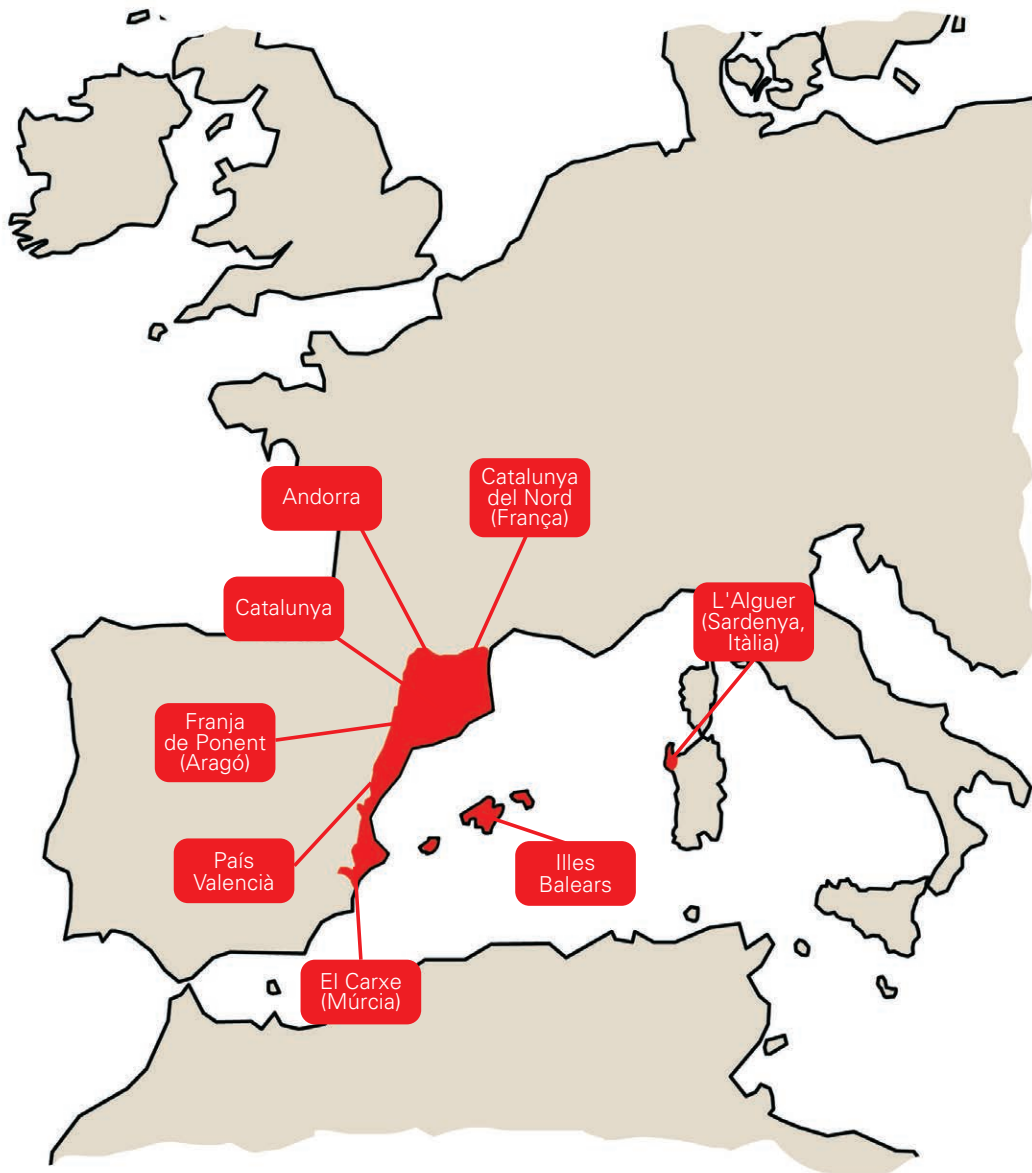 Andorra
Catalunya
del Nord
(França)
Catalunya
L'Alguer
(Sardenya,
Itàlia)
Franja
de Ponent
(Aragó)
País
Valencià
Illes
Balears
El Carxe
(Múrcia)